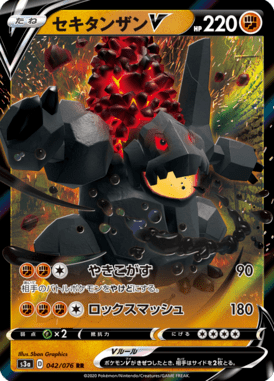 たね セキタンザンV HP220
やきこがす 90
相手のバトルポケモンをやけどにする。
ロックスマッシュ 180
弱点 ×2 抵抗力 にげる
Vルール
ポケモンVがきぜつしたとき、相手はサイドを2枚とる。
Illus. 5ban Graphics
s3a D 042/076 RR
©2020 Pokémon/Nintendo/Creatures/GAME FREAK.